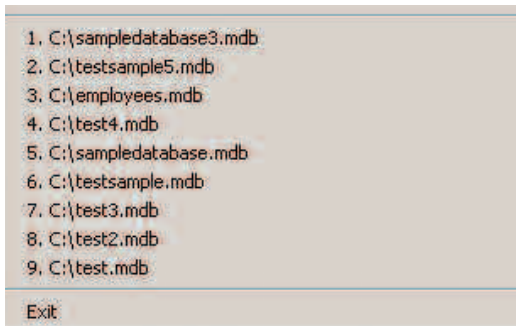 1. C:\sampledatabase3.mdb
2. C:\testsample5.mdb
3. C:\employees.mdb
4. C:\test4.mdb
5. C:\sampledatabase.mdb
6. C:\testsample.mdb
7. C:\test3.mdb
8. C:\test2.mdb
9. C:\test.mdb
Exit